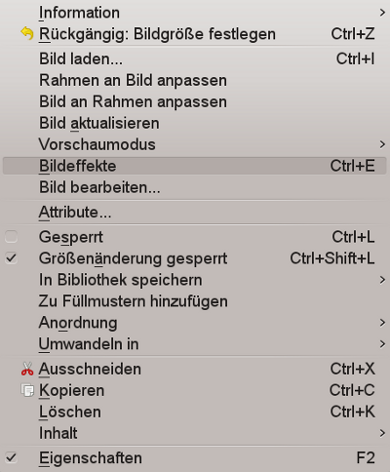 Information
Rückgängig: Bildgröße festlegen Ctrl+Z
Bild laden... Ctrl+I
Rahmen an Bild anpassen
Bild an Rahmen anpassen
Bild aktualisieren
Vorschaumodus
Bildeffekte Ctrl+E
Bild bearbeiten...
Attribute...
Gesperrt Ctrl+L
Größenänderung gesperrt Ctrl+Shift+L
In Bibliothek speichern
Zu Füllmustern hinzufügen
Anordnung
Umwandeln in
Ausschneiden Ctrl+X
Kopieren Ctrl+C
Löschen Ctrl+K
Inhalt
Eigenschaften F2